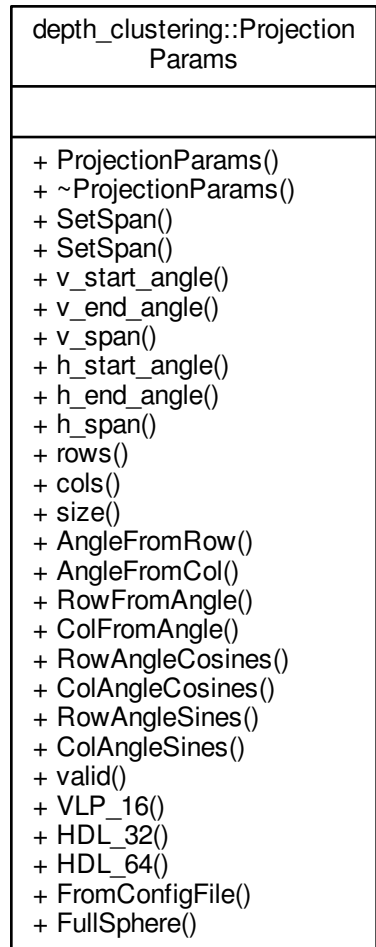 depth_clustering::Projection
Params
+ ProjectionParams()
+ ~ProjectionParams()
+ SetSpan()
+ SetSpan()
+ v_start_angle()
+ v_end_angle()
+ v_span()
+ h_start_angle()
+ h_end_angle()
+ h_span()
+ rows()
+ cols()
+ size()
+ AngleFromRow()
+ AngleFromCol()
+ RowFromAngle()
+ ColFromAngle()
+ RowAngleCosines()
+ ColAngleCosines()
+ RowAngleSines()
+ ColAngleSines()
+ valid()
+ VLP_16()
+ HDL_32()
+ HDL_64()
+ FromConfigFile()
+ FullSphere()